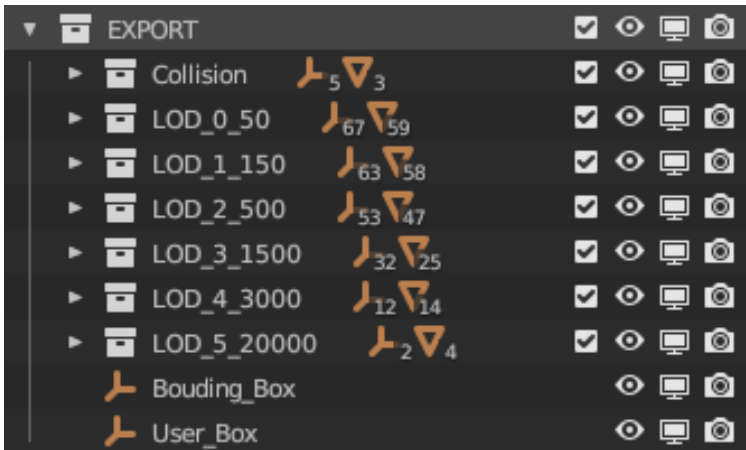 EXPORT
Collision 5 3
LOD_0_50 67 59
LOD_1_150 63 58
LOD_2_500 53 47
LOD_3_1500 32 25
LOD_4_3000 12 14
LOD_5_20000 2 4
Bouding_Box
User_Box